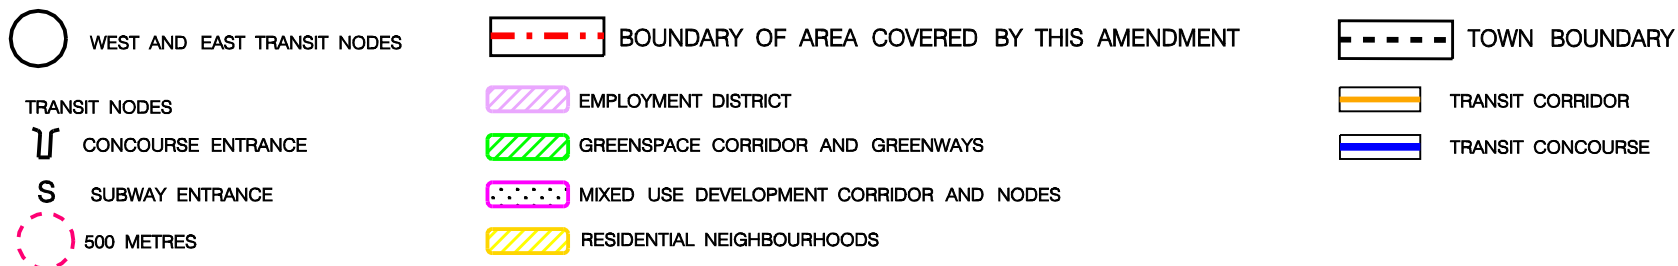 WEST AND EAST TRANSIT NODES
TRANSIT NODES
CONCOURSE ENTRANCE
S SUBWAY ENTRANCE
500 METRES
BOUNDARY OF AREA COVERED BY THIS AMENDMENT
EMPLOYMENT DISTRICT
GREENSPACE CORRIDOR AND GREENWAYS
MIXED USE DEVELOPMENT CORRIDOR AND NODES
RESIDENTIAL NEIGHBOURHOODS
TOWN BOUNDARY
TRANSIT CORRIDOR
TRANSIT CONCOURSE